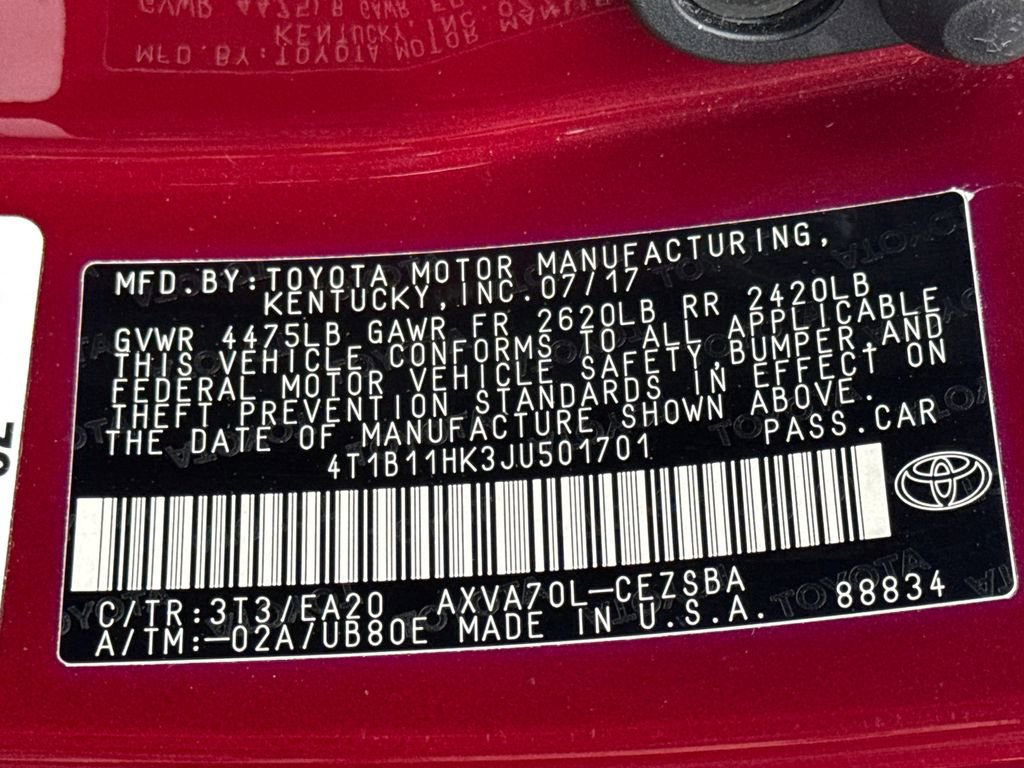 MFD.BY:TOYOTA MOTOR MANUFACTURING,
KENTUCKY,INC.07/17
GVWR 4475LB GAWR FR 2620LB RR 2420LB
THIS VEHICLE CONFORMS TO ALL APPLICABLE
FEDERAL MOTOR VEHICLE SAFETY,BUMPER,AND
THEFT PREVENTION STANDARDS IN EFFECT ON
THE DATE OF MANUFACTURE SHOWN ABOVE.
4T1B11HK3JU501701 PASS.CAR
C/TR:3T3/EA20 AXVA70L-CEZSBA 88834
A/TM:-02A/UB80E MADE IN U.S.A.